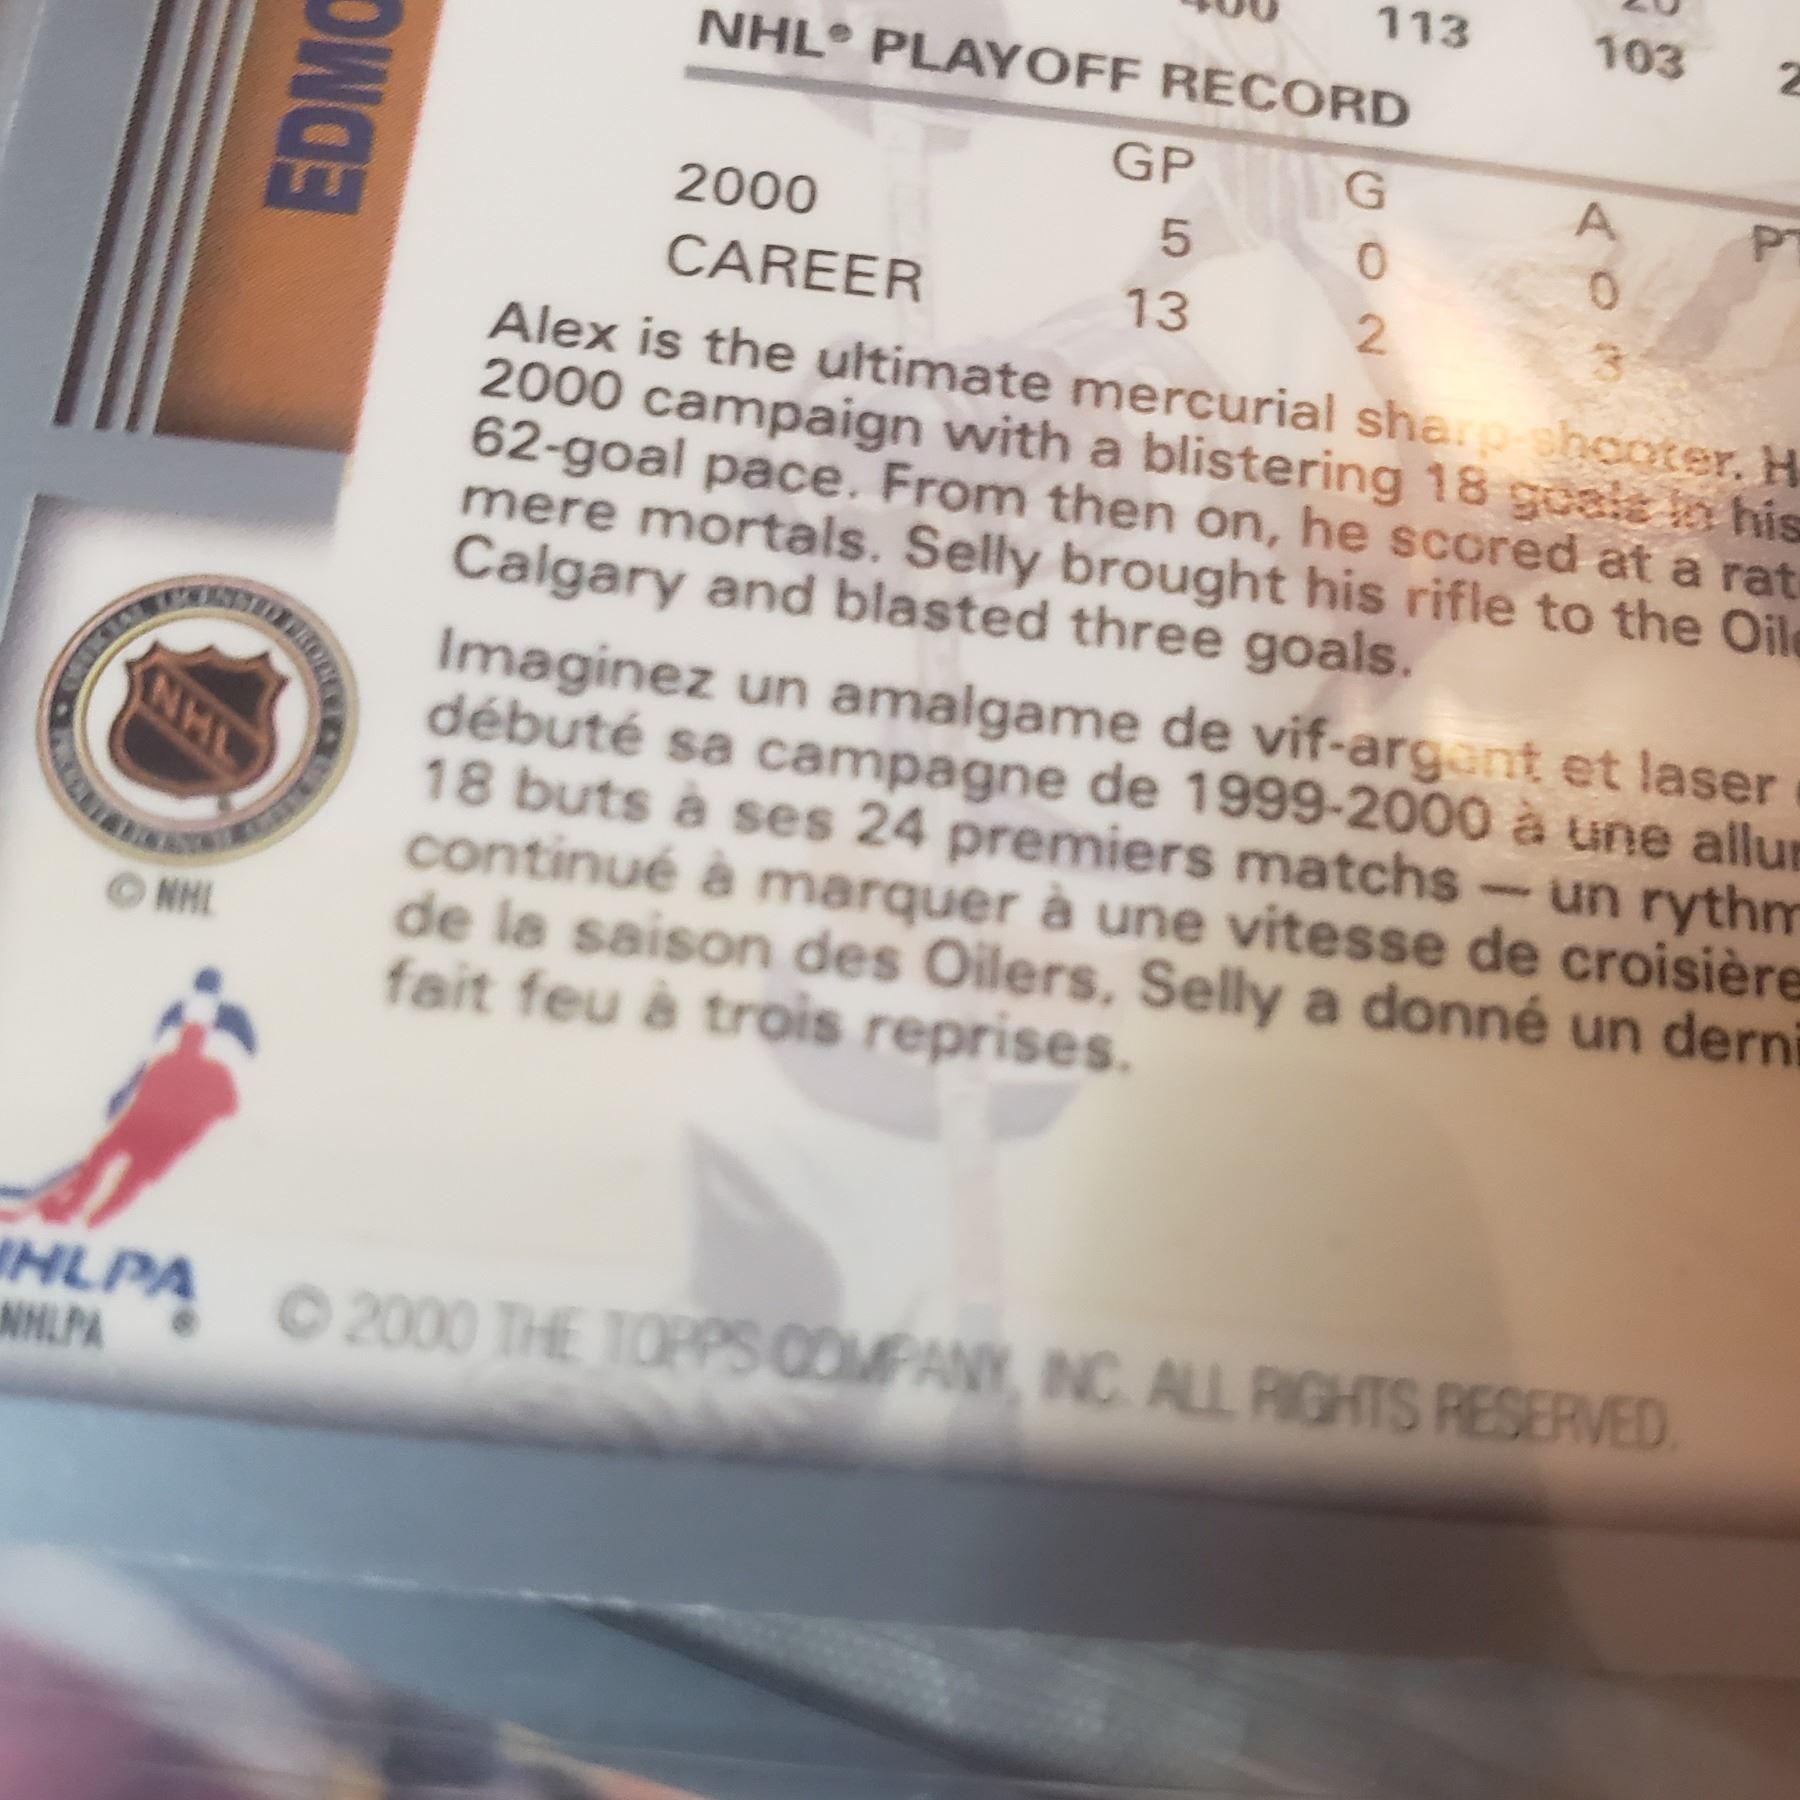 EDMO
113
103
NHL® PLAYOFF RECORD
GP G A
2000 5 0 0
CAREER 13 2 3
Alex is the ultimate mercurial sharp-shooter. H
2000 campaign with a blistering 18 goals in his
62-goal pace. From then on, he scored at a rat
mere mortals. Selly brought his rifle to the Oil
Calgary and blasted three goals.
Imaginez un amalgame de vif-argent et laser
débuté sa campagne de 1999-2000 à une allu
18 buts à ses 24 premiers matchs — un rythm
continué à marquer à une vitesse de croisière
de la saison des Oilers, Selly a donné un derni
fait feu à trois reprises.
NHL
© NHL
HLPA
NHLPA ®
© 2000 THE TOPPS COMPANY, INC. ALL RIGHTS RESERVED.